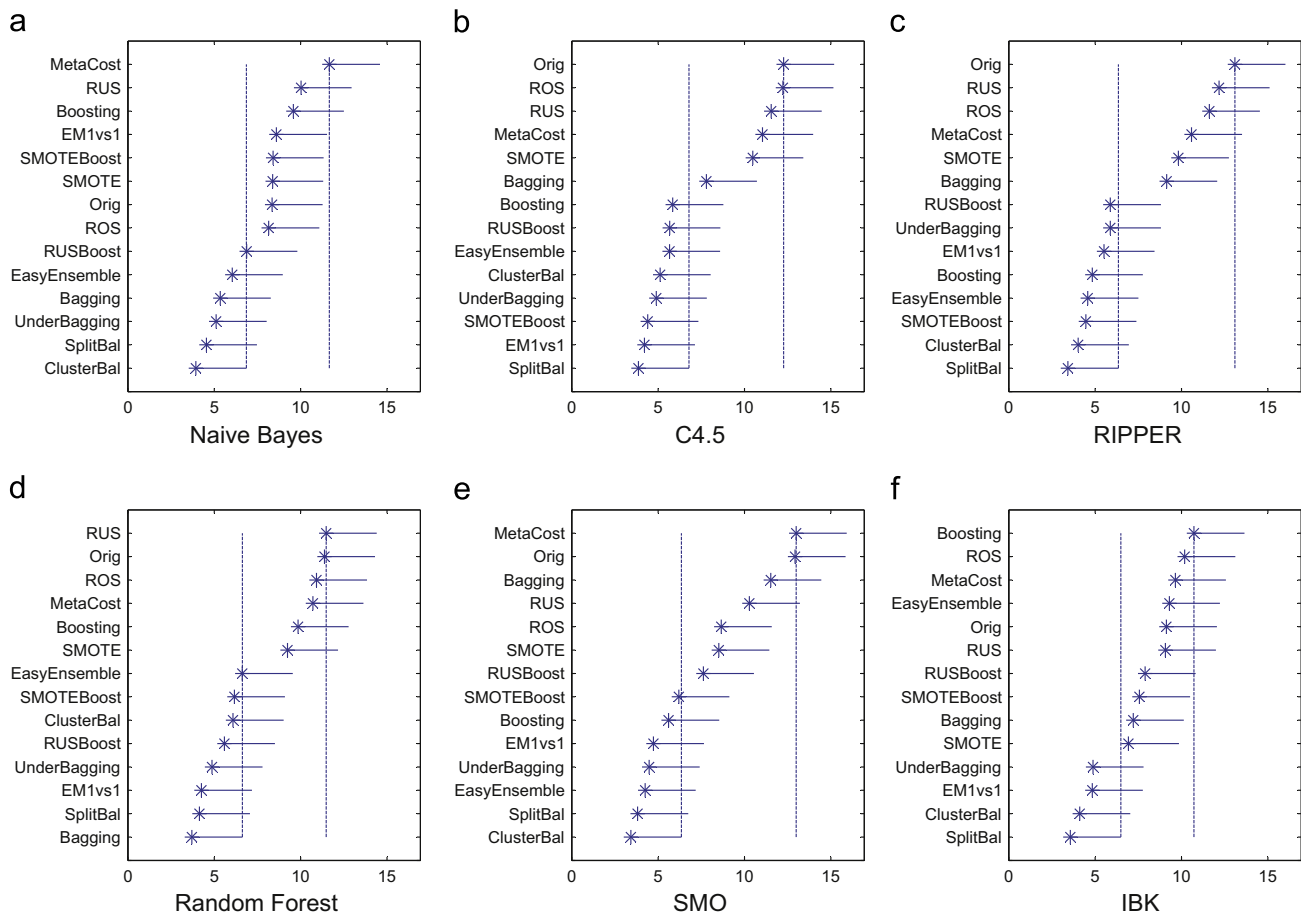 a
MetaCost
RUS
Boosting
EM1vs1
SMOTEBoost
SMOTE
Orig
ROS
RUSBoost
EasyEnsemble
Bagging
UnderBagging
SplitBal
ClusterBal
0 5 10 15
Naive Bayes
b
Orig
ROS
RUS
MetaCost
SMOTE
Bagging
Boosting
RUSBoost
EasyEnsemble
ClusterBal
UnderBagging
SMOTEBoost
EM1vs1
SplitBal
0 5 10 15
C4.5
c
Orig
RUS
ROS
MetaCost
SMOTE
Bagging
RUSBoost
UnderBagging
EM1vs1
Boosting
EasyEnsemble
SMOTEBoost
ClusterBal
SplitBal
0 5 10 15
RIPPER
d
RUS
Orig
ROS
MetaCost
Boosting
SMOTE
EasyEnsemble
SMOTEBoost
ClusterBal
RUSBoost
UnderBagging
EM1vs1
SplitBal
Bagging
0 5 10 15
Random Forest
e
MetaCost
Orig
Bagging
RUS
ROS
SMOTE
RUSBoost
SMOTEBoost
Boosting
EM1vs1
UnderBagging
EasyEnsemble
SplitBal
ClusterBal
0 5 10 15
SMO
f
Boosting
ROS
MetaCost
EasyEnsemble
Orig
RUS
RUSBoost
SMOTEBoost
Bagging
SMOTE
UnderBagging
EM1vs1
ClusterBal
SplitBal
0 5 10 15
IBK